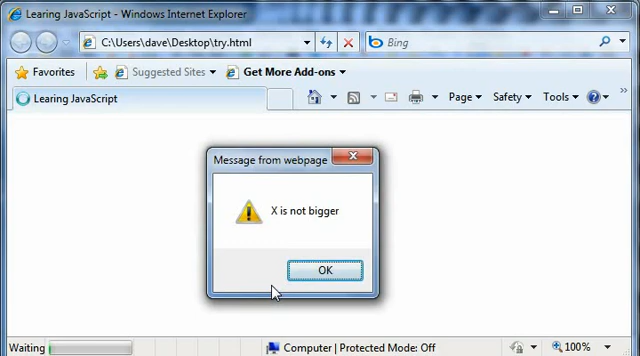 Learing JavaScript - Windows Internet Explorer
C:\Users\dave\Desktop\try.html
Bing
Favorites
Suggested Sites
Get More Add-ons
Learing JavaScript
Page
Safety
Tools
Message from webpage
X is not bigger
OK
Waiting
Computer | Protected Mode: Off
100%